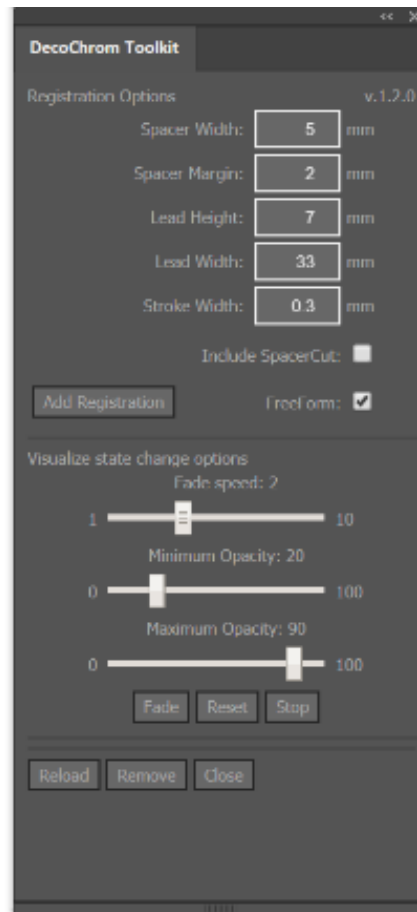 DecoChrom Toolkit
Registration Options v.1.2.0
Spacer Width: 5 mm
Spacer Margin: 2 mm
Lead Height: 7 mm
Lead Width: 33 mm
Stroke Width: 0.3 mm
Include SpacerCut:
Add Registration FreeForm:
Visualize state change options
Fade speed: 2
1 10
Minimum Opacity: 20
0 100
Maximum Opacity: 90
0 100
Fade Reset Stop
Reload Remove Close